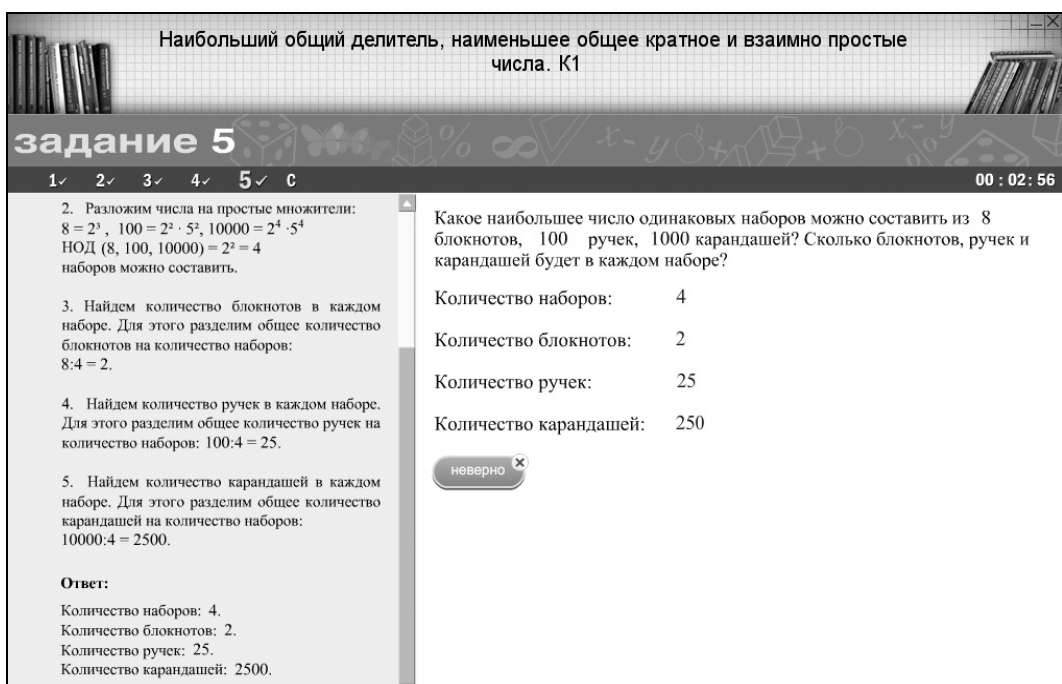 Наибольший общий делитель, наименьшее общее кратное и взаимно простые
числа. К1
задание 5
1✓ 2✓ 3✓ 4✓ 5✓ С
00 : 02 : 56
2. Разложим числа на простые множители:
8 = 2³ , 100 = 2² · 5², 10000 = 2⁴ ·5⁴
НОД (8, 100, 10000) = 2² = 4
наборов можно составить.
3. Найдем количество блокнотов в каждом
наборе. Для этого разделим общее количество
блокнотов на количество наборов:
8:4 = 2.
4. Найдем количество ручек в каждом наборе.
Для этого разделим общее количество ручек на
количество наборов: 100:4 = 25.
5. Найдем количество карандашей в каждом
наборе. Для этого разделим общее количество
карандашей на количество наборов:
10000:4 = 2500.
Ответ:
Количество наборов: 4.
Количество блокнотов: 2.
Количество ручек: 25.
Количество карандашей: 2500.
Какое наибольшее число одинаковых наборов можно составить из 8
блокнотов, 100 ручек, 1000 карандашей? Сколько блокнотов, ручек и
карандашей будет в каждом наборе?
Количество наборов: 4
Количество блокнотов: 2
Количество ручек: 25
Количество карандашей: 250
неверно